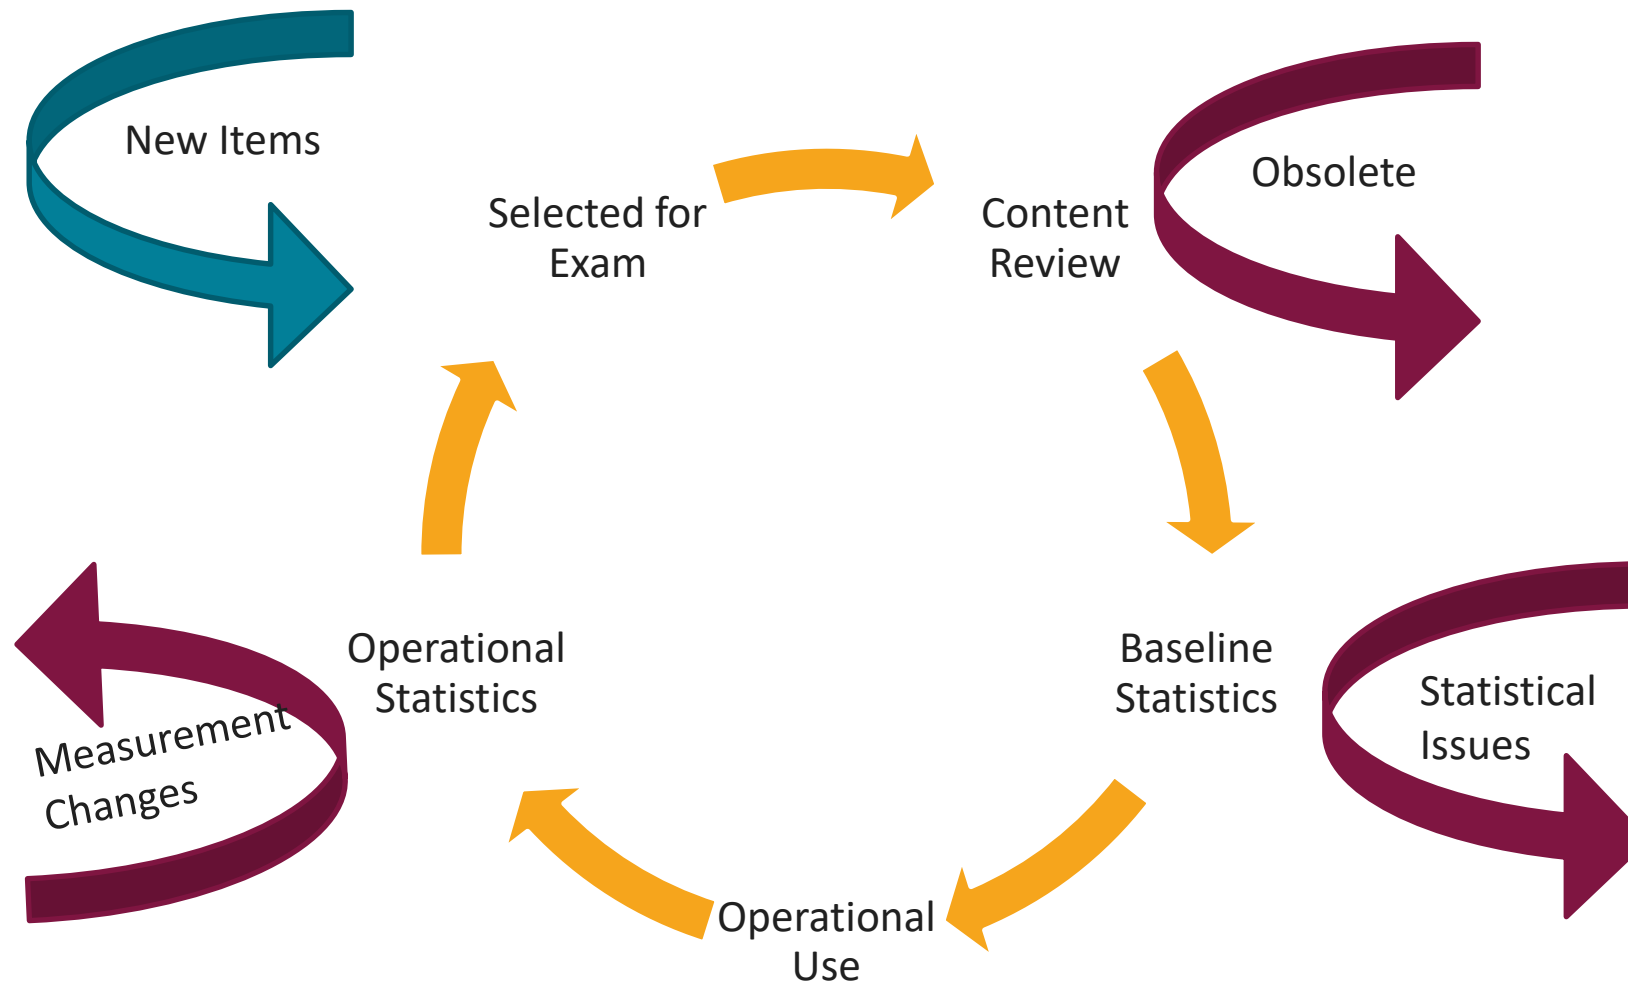 New Items
Selected for
Exam
Content
Review
Obsolete
Operational
Statistics
Baseline
Statistics
Statistical
Issues
Measurement
Changes
Operational
Use